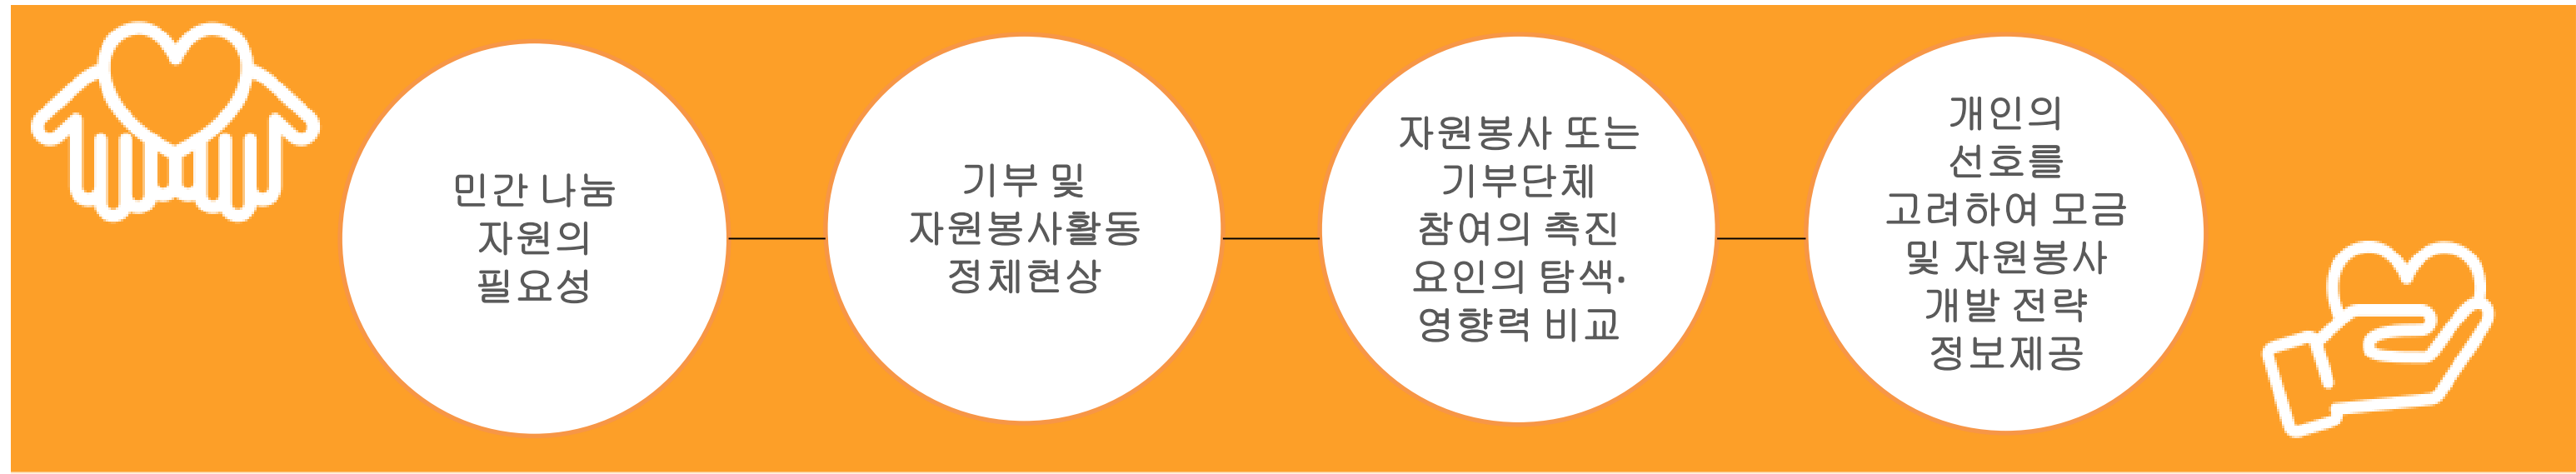 민간 나눔
자원의
필요성
기부 및
자원봉사활동
정체현상
자원봉사 또는
기부단체
참여의 촉진
요인의 탐색·
영향력 비교
개인의
선호를
고려하여 모금
및 자원봉사
개발 전략
정보제공